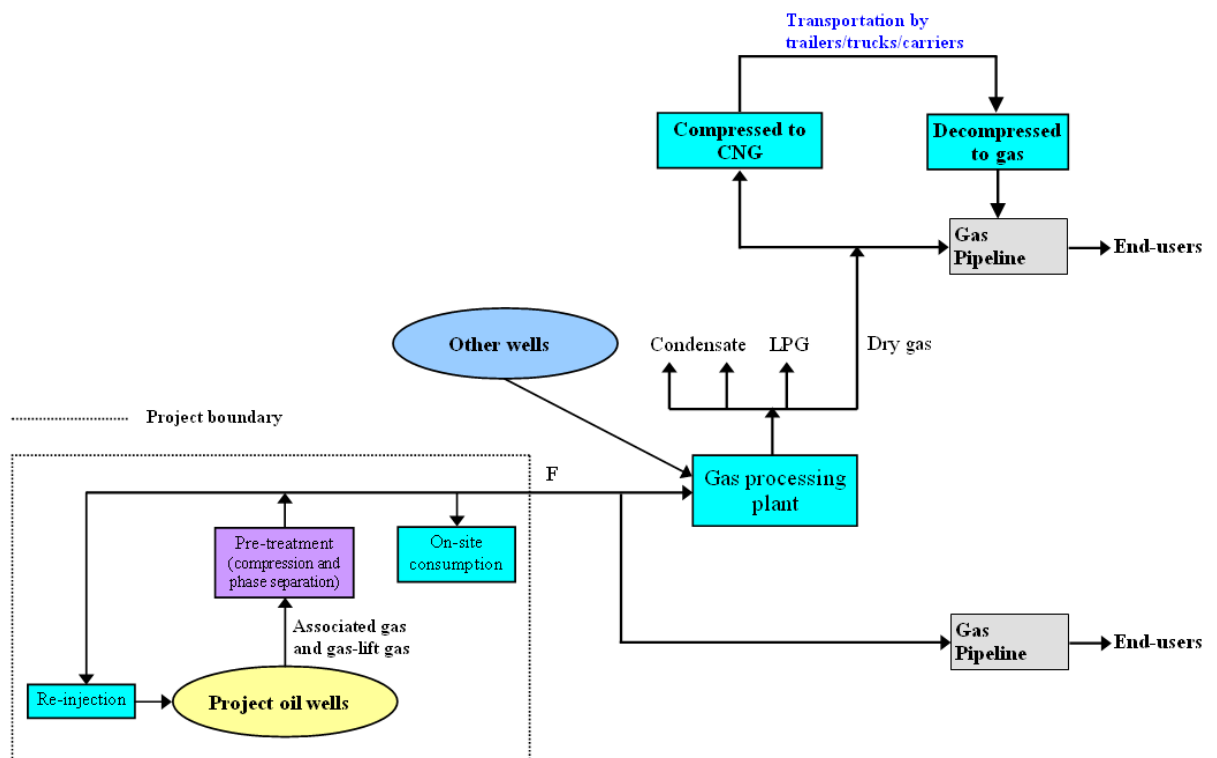 Transportation by
trailers/trucks/carriers
Compressed to
CNG
Decompressed
to gas
Gas
Pipeline
End-users
Other wells
Condensate
LPG
Dry gas
Project boundary
F
Gas processing
plant
Pre-treatment
(compression and
phase separation)
On-site
consumption
Associated gas
and gas-lift gas
Gas
Pipeline
End-users
Re-injection
Project oil wells